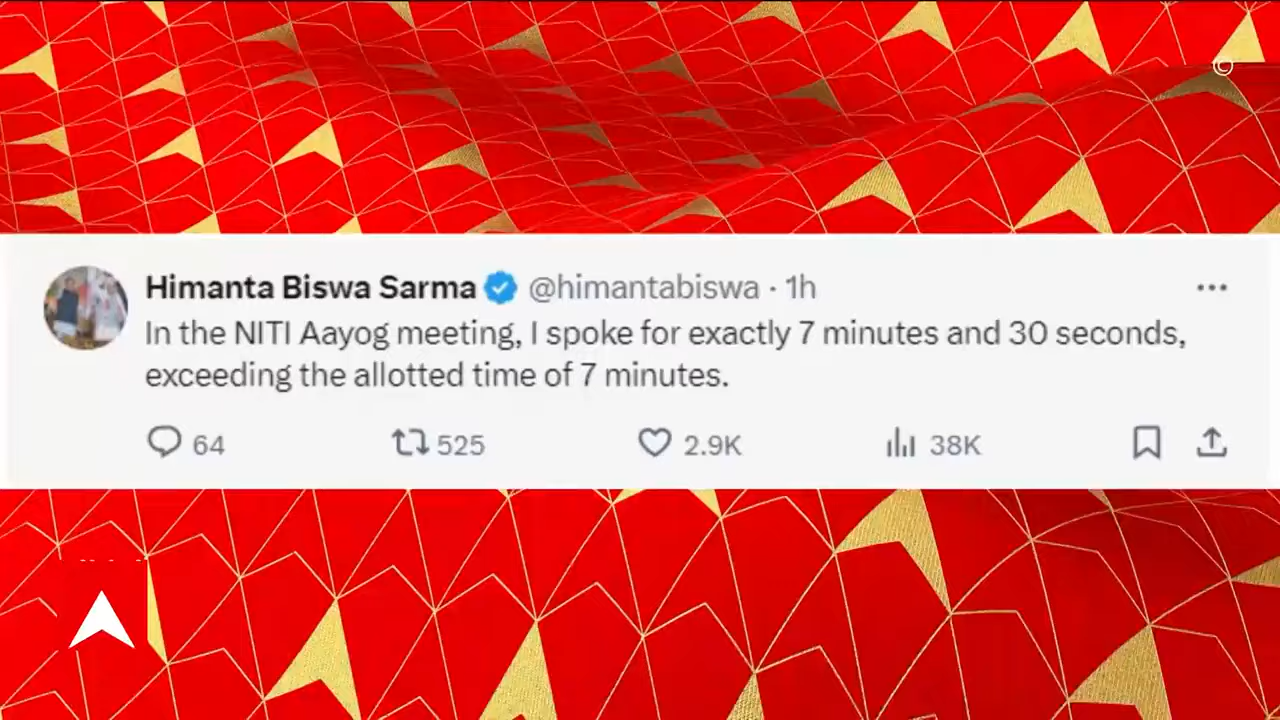 ©
Himanta Biswa Sarma @himantabiswa · 1h
In the NITI Aayog meeting, I spoke for exactly 7 minutes and 30 seconds,
exceeding the allotted time of 7 minutes.
64 525 2.9K 38K